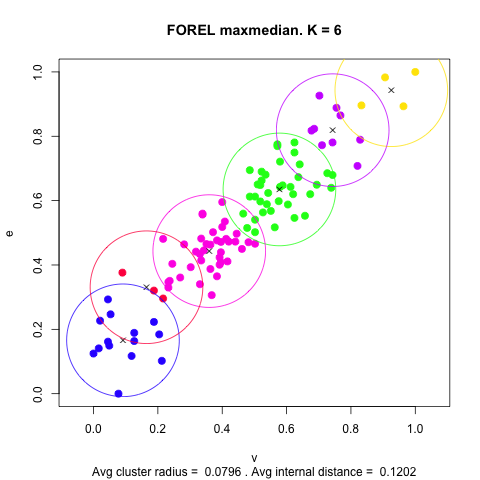 FOREL maxmedian. K = 6
e
1.0
0.8
0.6
0.4
0.2
0.0
0.0 0.2 0.4 0.6 0.8 1.0
v
Avg cluster radius = 0.0796 . Avg internal distance = 0.1202